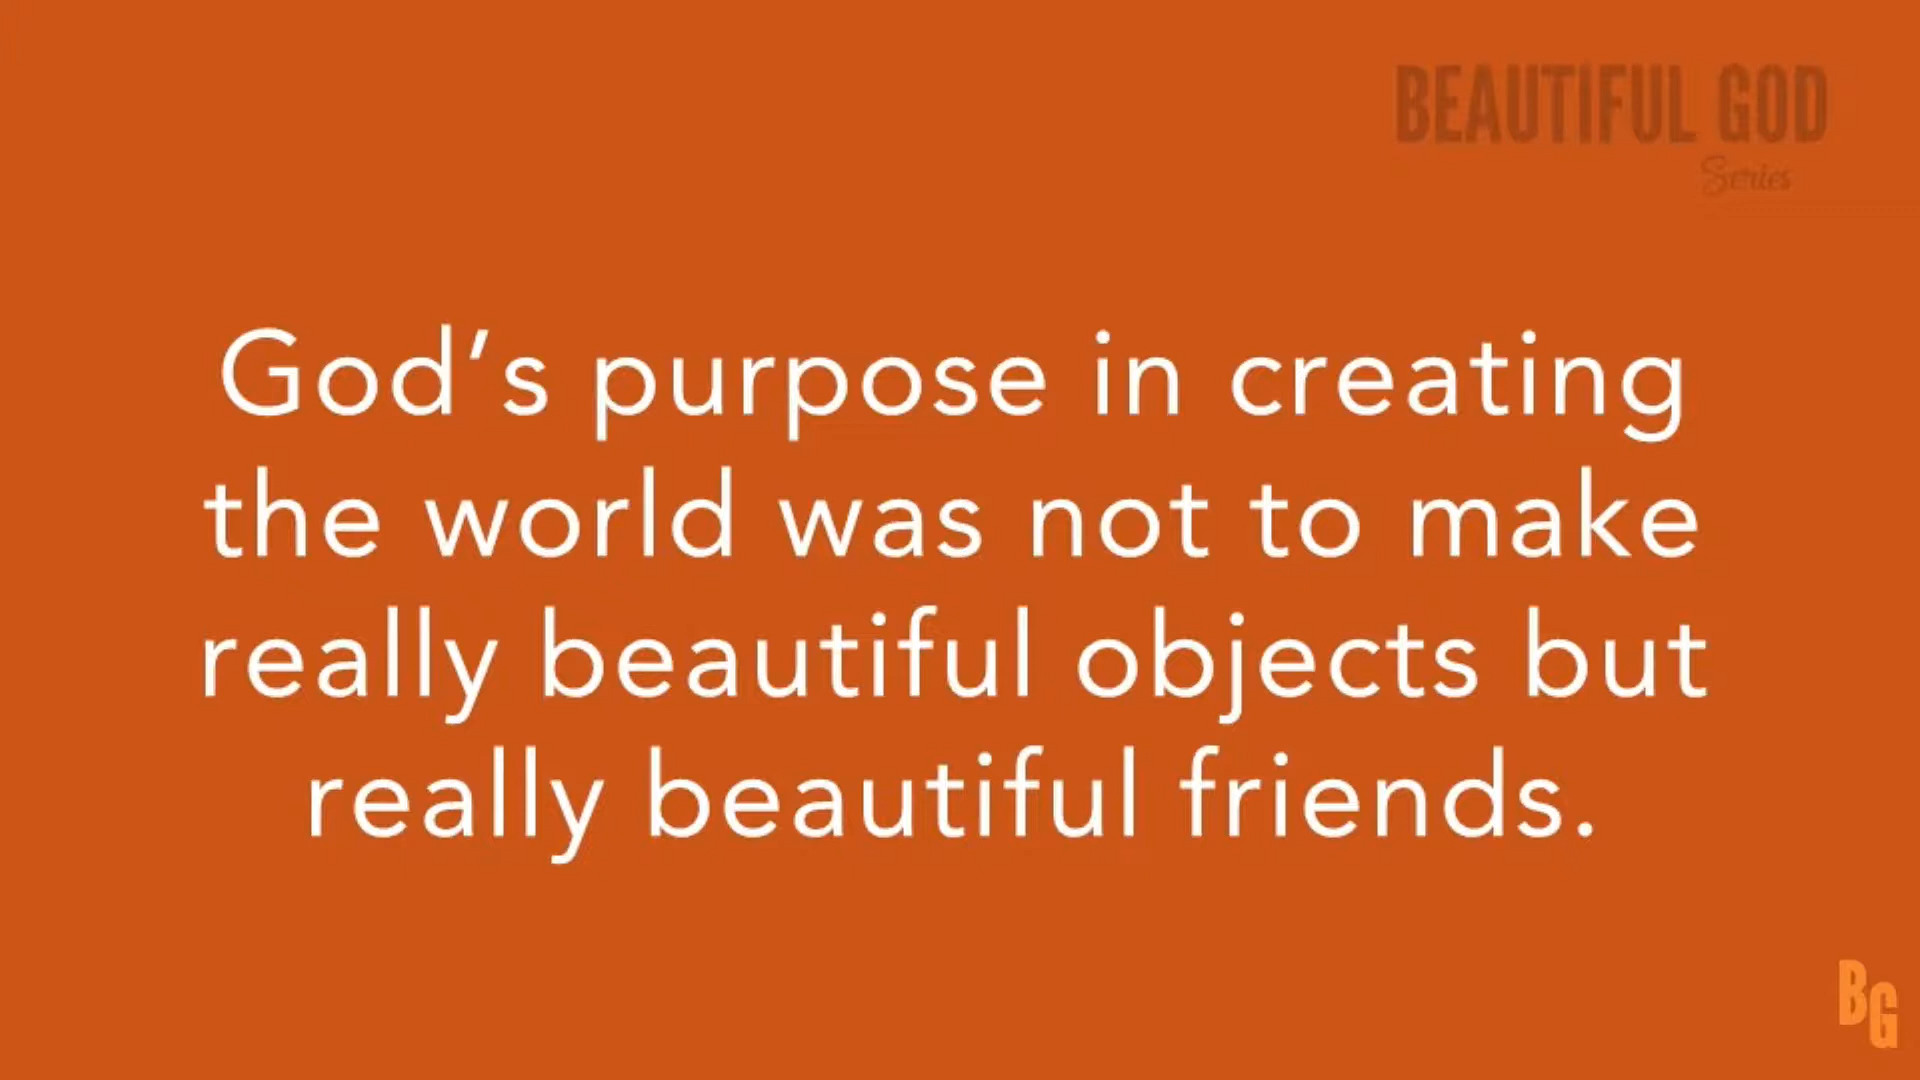 BEAUTIFUL GOD
Series
God’s purpose in creating
the world was not to make
really beautiful objects but
really beautiful friends.
BG